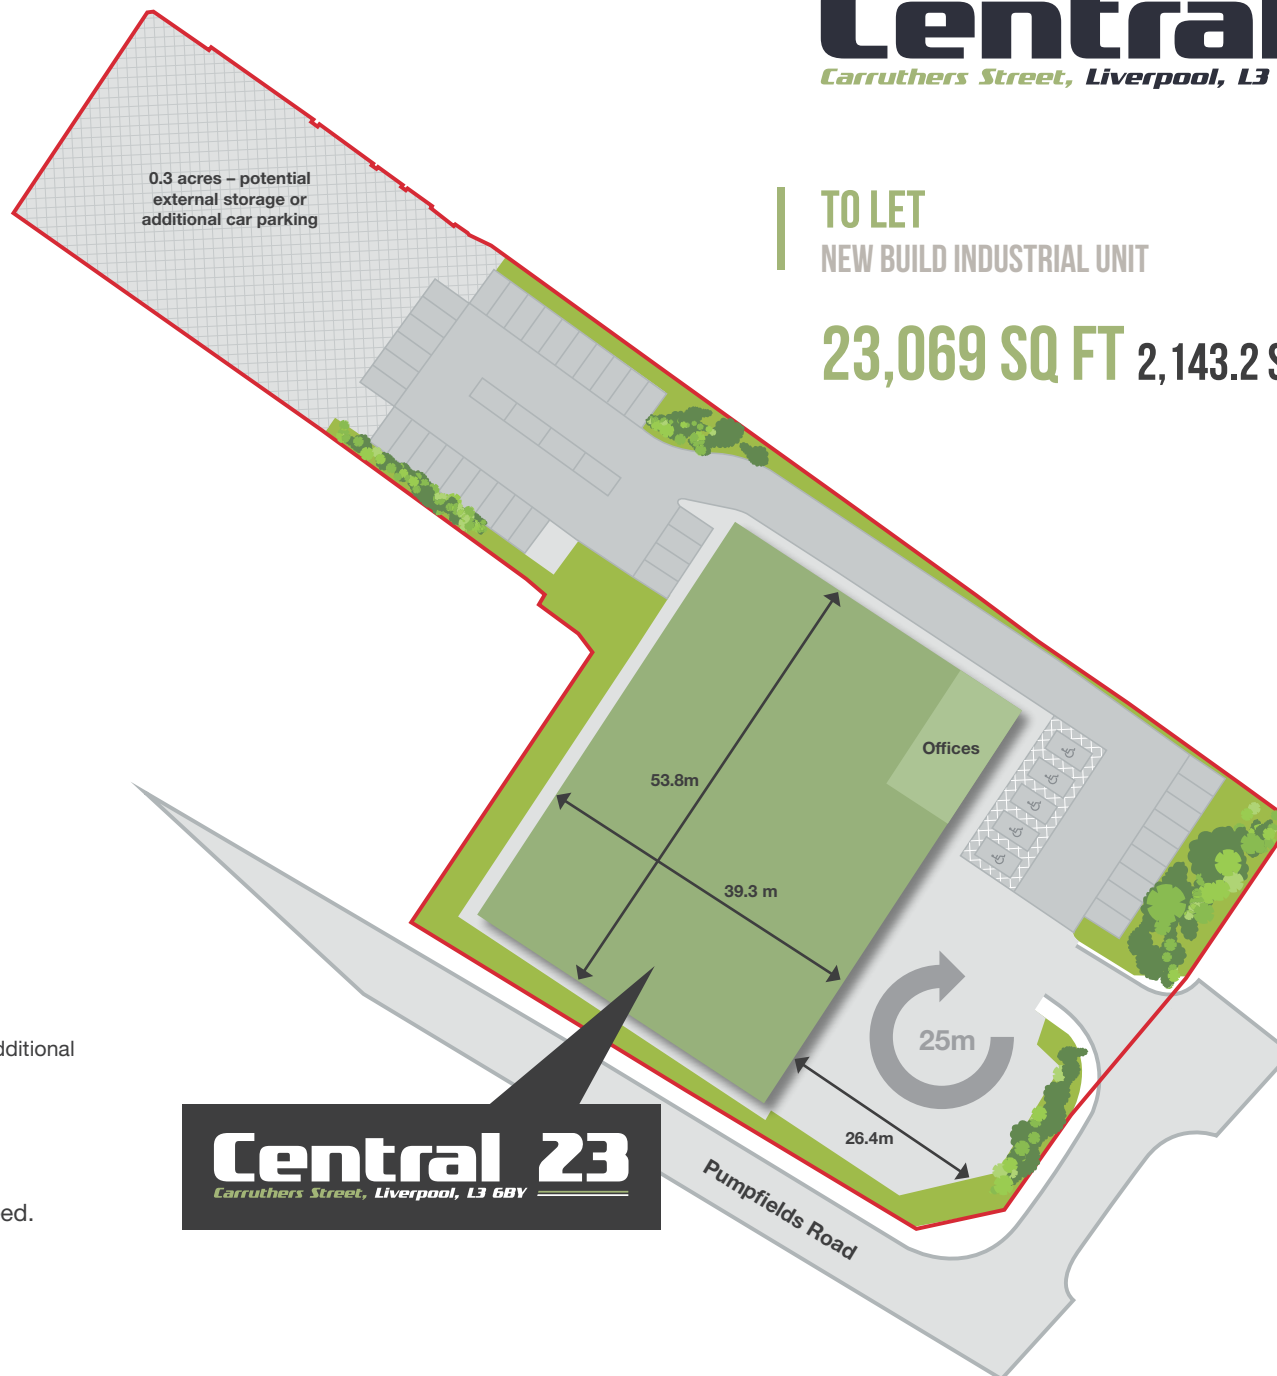 Central
Carruthers Street, Liverpool, L3
TO LET
NEW BUILD INDUSTRIAL UNIT
23,069 SQ FT 2,143.2 S
0.3 acres – potential
external storage or
additional car parking
Offices
53.8m
39.3 m
25m
26.4m
Pumpfields Road
dditional
ed.
Central 23
Carruthers Street, Liverpool, L3 6BY